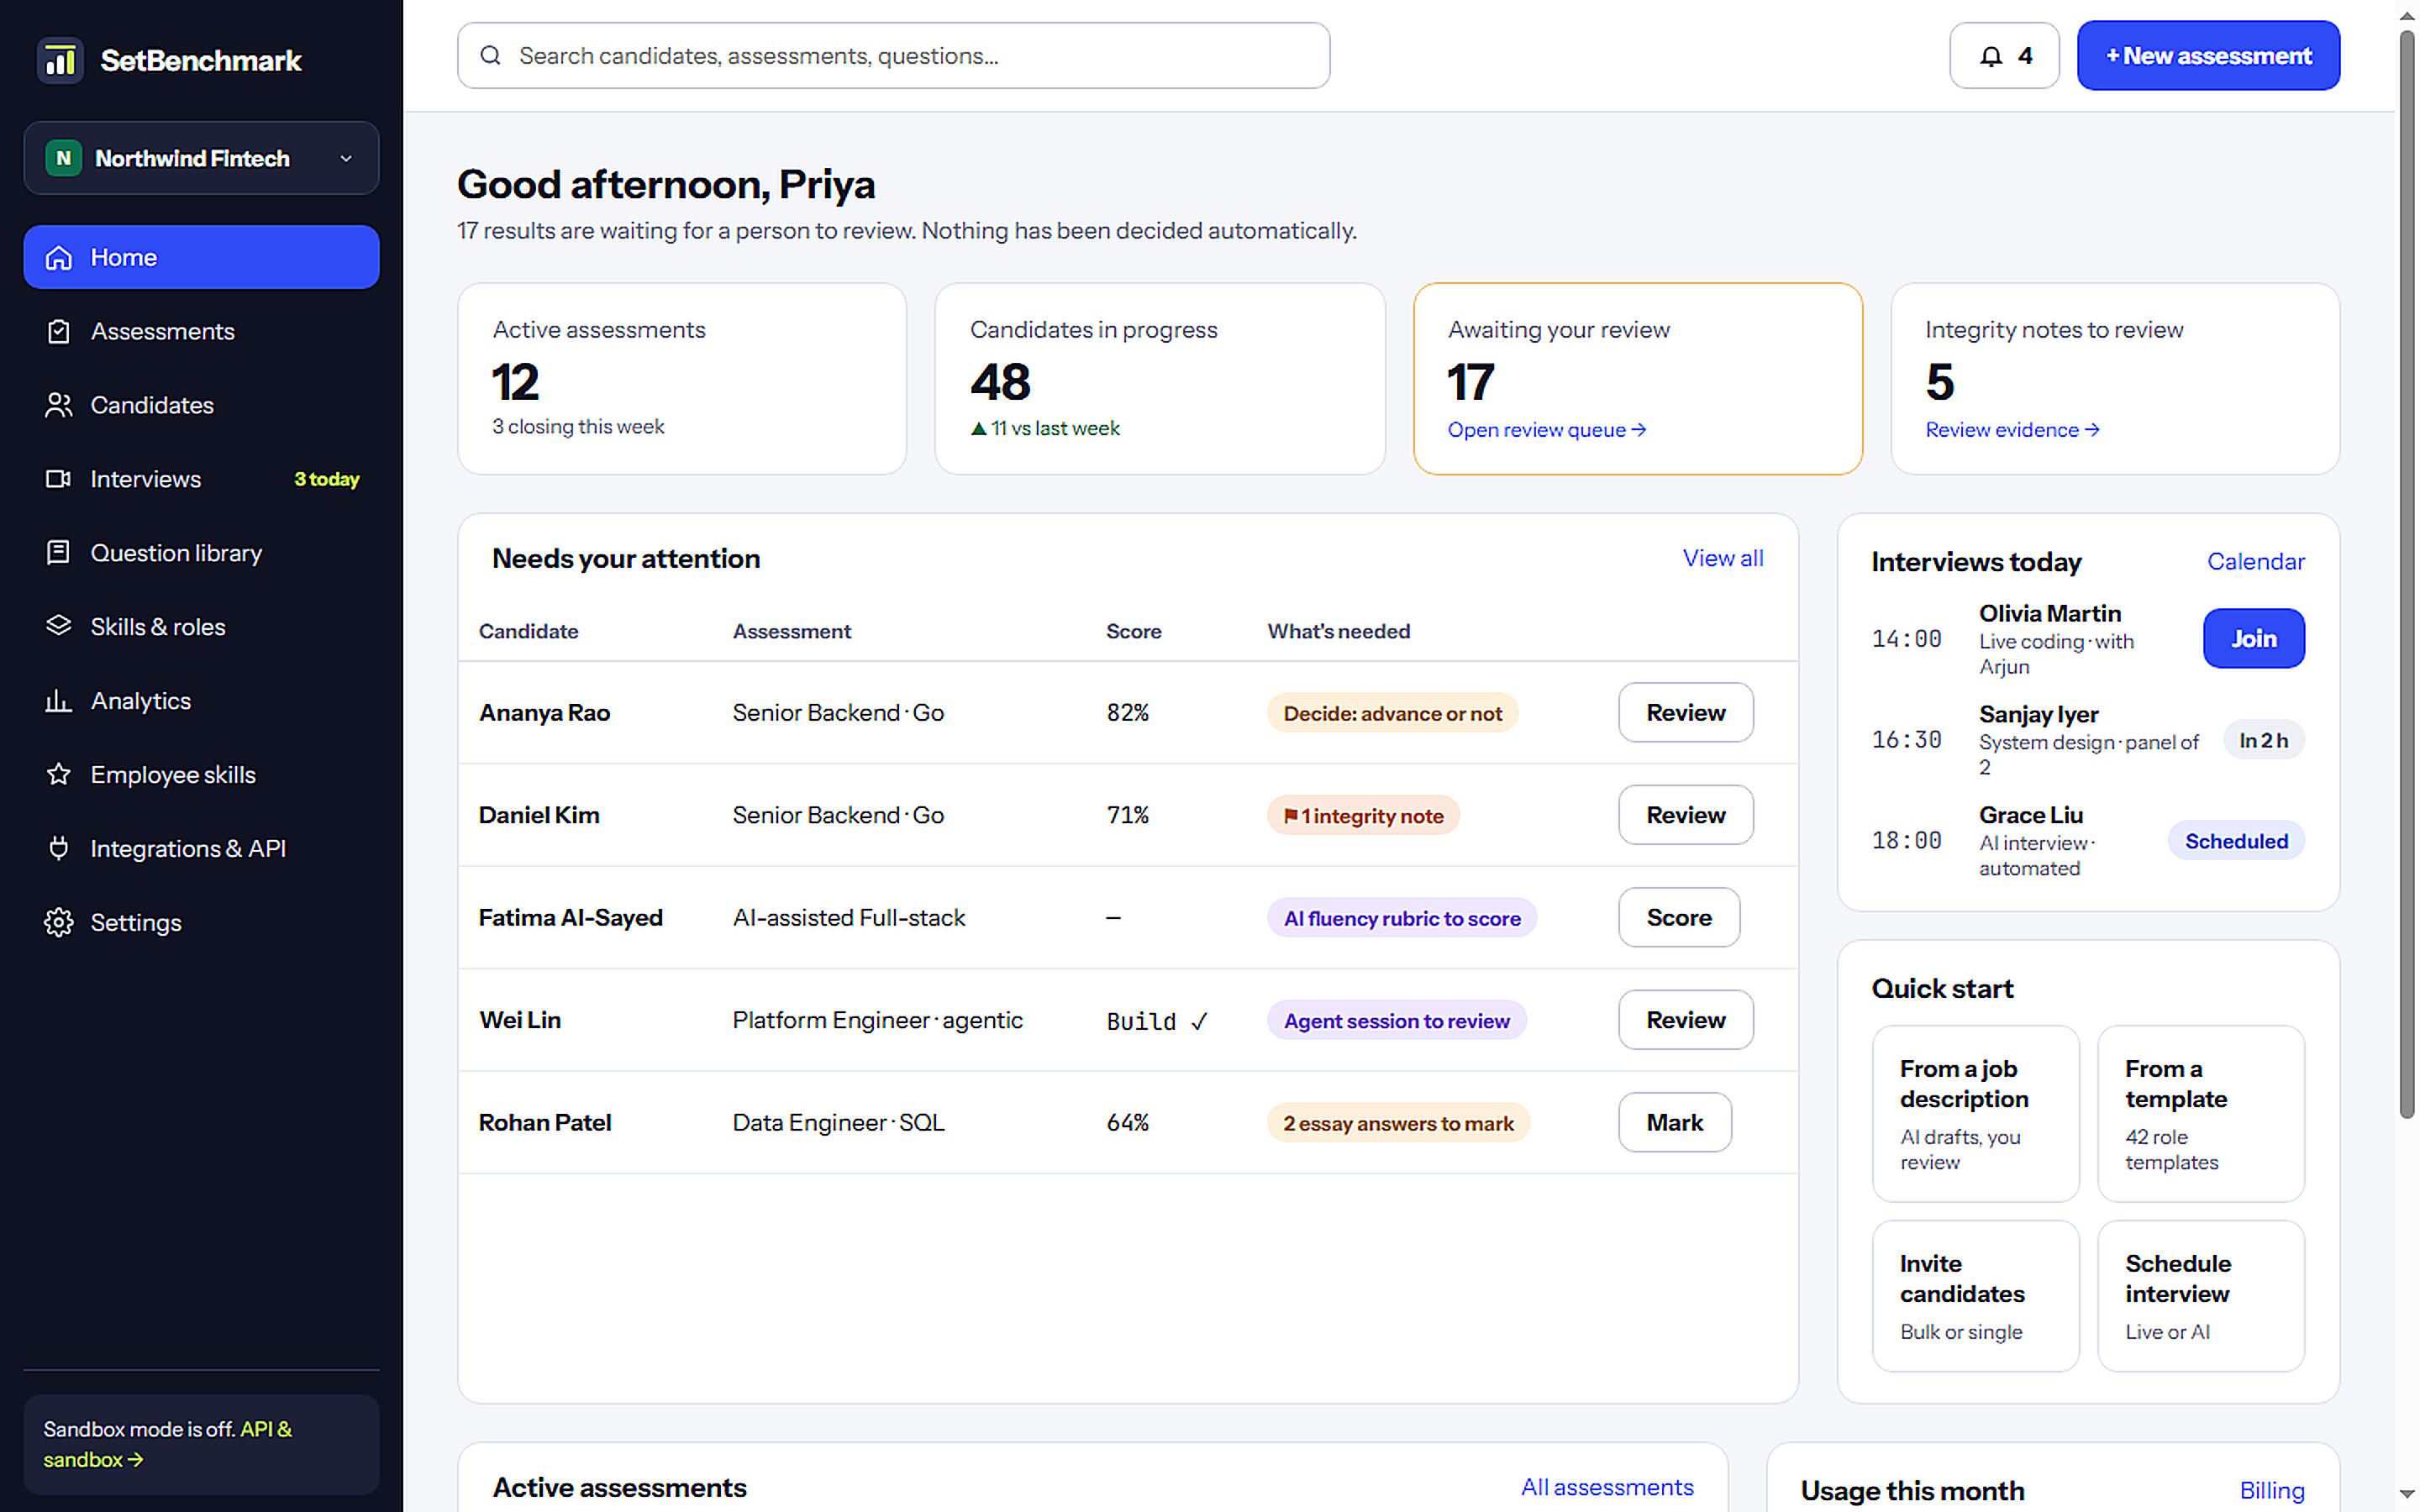 SetBenchmark
N Northwind Fintech
Home
Assessments
Candidates
Interviews 3 today
Question library
Skills & roles
Analytics
Employee skills
Integrations & API
Settings
Sandbox mode is off. API &
sandbox →
Search candidates, assessments, questions...
4
+ New assessment
Good afternoon, Priya
17 results are waiting for a person to review. Nothing has been decided automatically.
Active assessments
12
3 closing this week
Candidates in progress
48
▲ 11 vs last week
Awaiting your review
17
Open review queue →
Integrity notes to review
5
Review evidence →
Needs your attention View all
Candidate Assessment Score What's needed
Ananya Rao Senior Backend · Go 82% Decide: advance or not Review
Daniel Kim Senior Backend · Go 71% ⚑ 1 integrity note Review
Fatima Al-Sayed AI-assisted Full-stack — AI fluency rubric to score Score
Wei Lin Platform Engineer · agentic Build ✓ Agent session to review Review
Rohan Patel Data Engineer · SQL 64% 2 essay answers to mark Mark
Interviews today Calendar
14:00 Olivia Martin
Live coding · with
Arjun
Join
16:30 Sanjay Iyer
System design · panel of
2
In 2 h
18:00 Grace Liu
AI interview ·
automated
Scheduled
Quick start
From a job
description
AI drafts, you
review
From a
template
42 role
templates
Invite
candidates
Bulk or single
Schedule
interview
Live or AI
Active assessments All assessments
Usage this month Billing